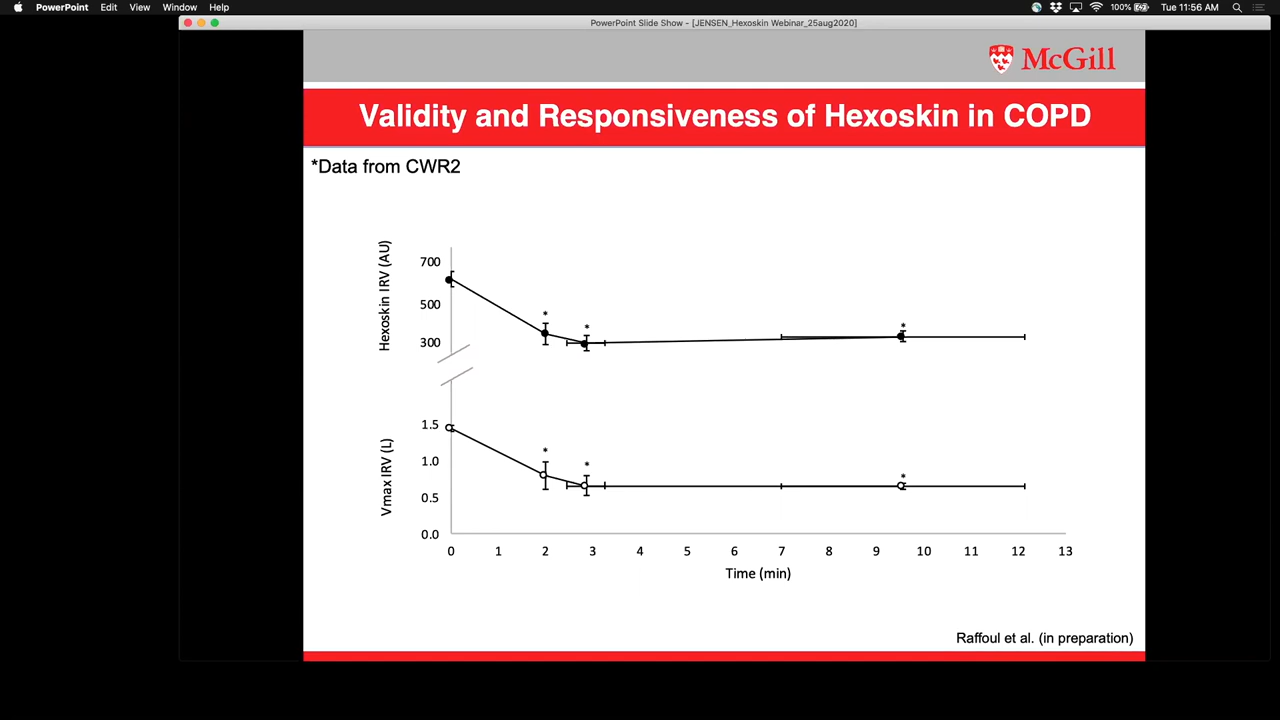 PowerPoint Edit View Window Help 100% Tue 11:56 AM
PowerPoint Slide Show - [JENSEN_Hexoskin Webinar_25aug2020]
McGill
Validity and Responsiveness of Hexoskin in COPD
*Data from CWR2
Hexoskin IRV (AU)
700
500
300
*
*
*
Vmax IRV (L)
1.5
1.0
0.5
0.0
*
*
*
0 1 2 3 4 5 6 7 8 9 10 11 12 13
Time (min)
Raffoul et al. (in preparation)